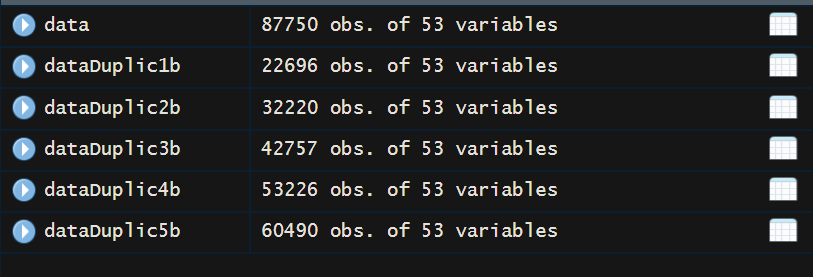 data 87750 obs. of 53 variables
dataDuplic1b 22696 obs. of 53 variables
dataDuplic2b 32220 obs. of 53 variables
dataDuplic3b 42757 obs. of 53 variables
dataDuplic4b 53226 obs. of 53 variables
dataDuplic5b 60490 obs. of 53 variables